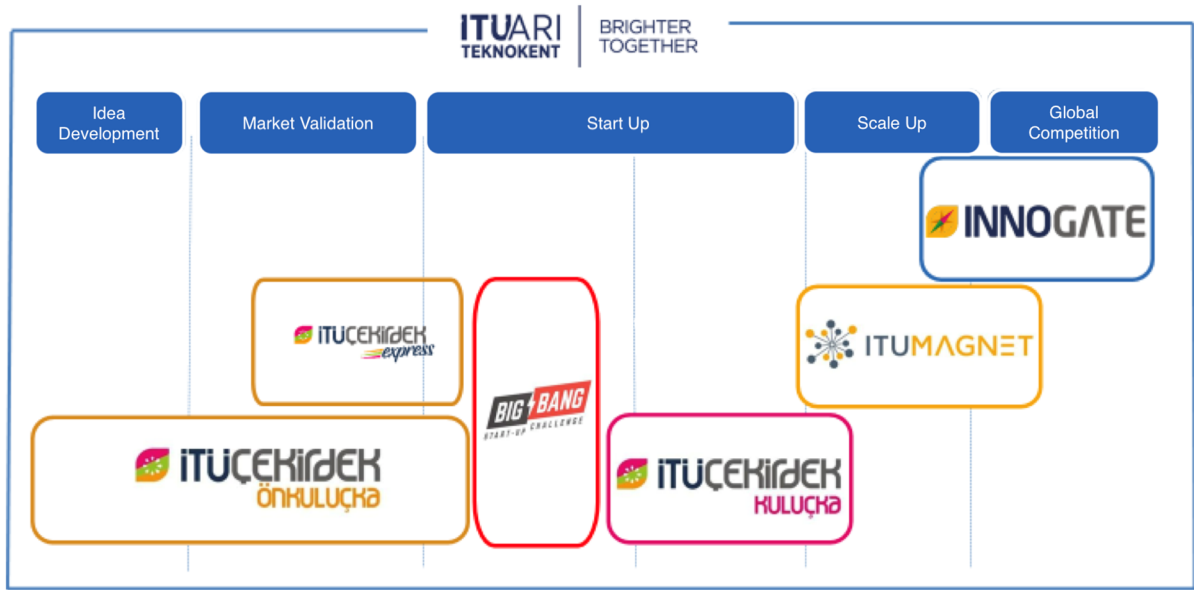 İTÜARI
TEKNOKENT
BRIGHTER
TOGETHER
Idea
Development
Market Validation
Start Up
Scale Up
Global
Competition
INNOGATE
İTÜÇEKİRDEK
express
BIG BANG
START-UP CHALLENGE
ITUMAGNET
İTÜÇEKİRDEK
ÖNKULUÇKA
İTÜÇEKİRDEK
KULUÇKA